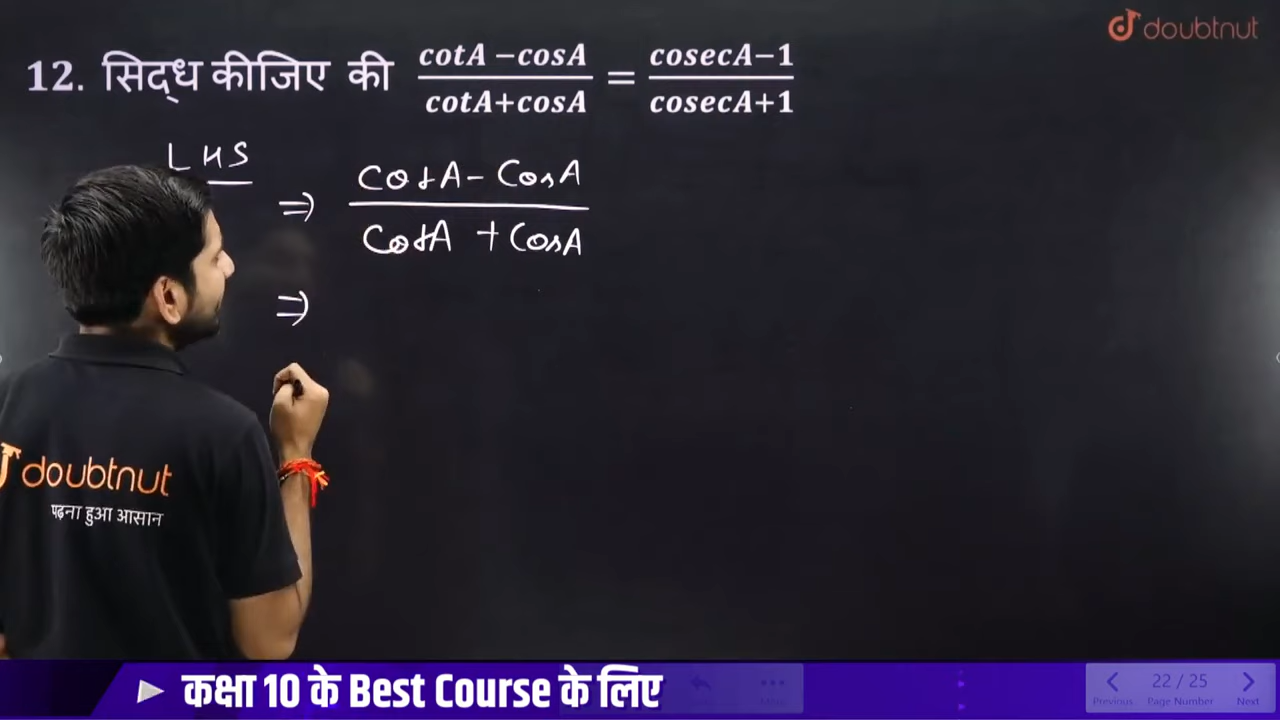 doubtnut
12. सिद्ध कीजिए की cotA −cosA / cotA+cosA = cosecA−1 / cosecA+1
LHS
⇒ CotA - CosA / CotA + CosA
⇒
doubtnut
पढ़ना हुआ आसान
कक्षा 10 के Best Course के लिए
22 / 25
Previous Page Number Next